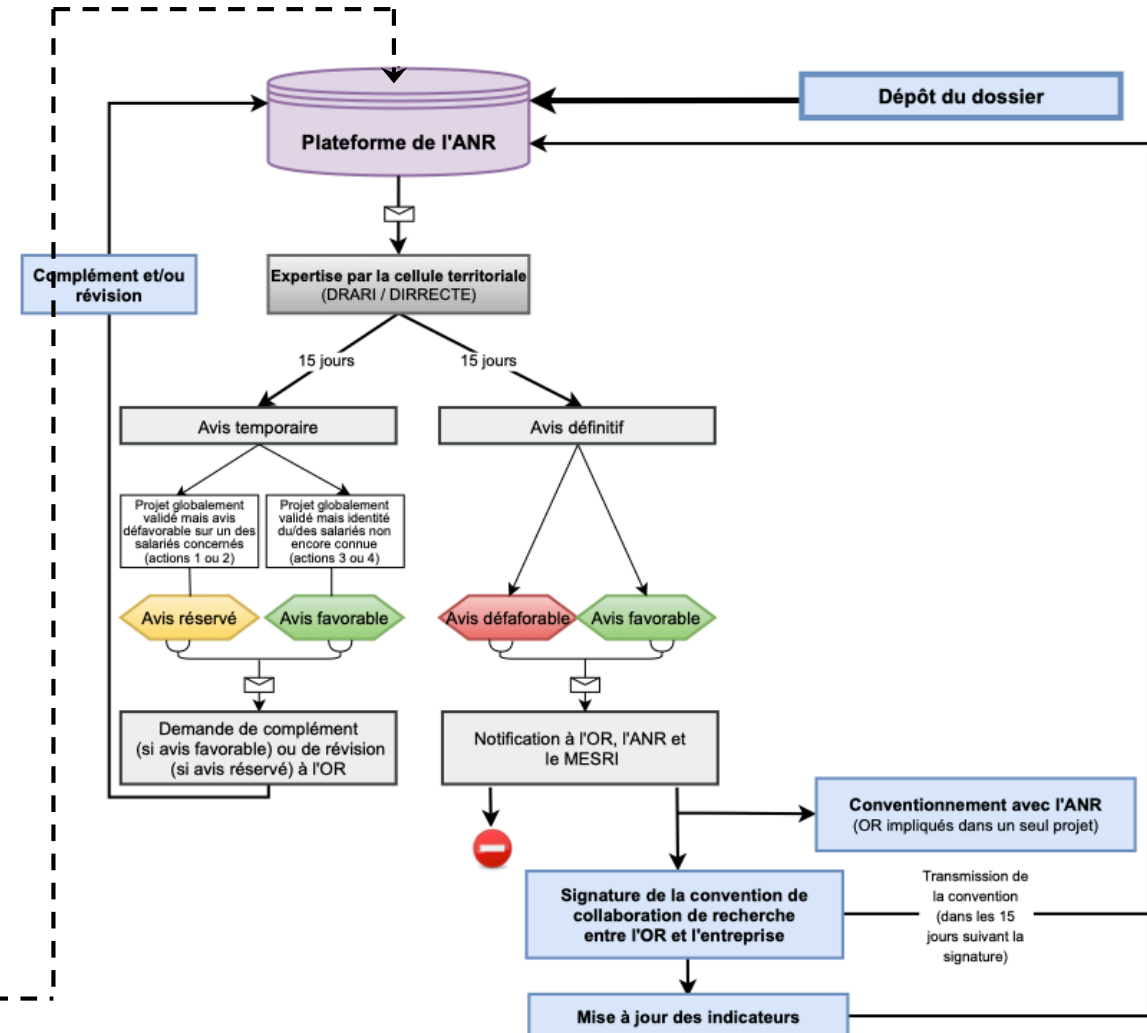 Dépôt du dossier
Plateforme de l'ANR
Complément et/ou
révision
Expertise par la cellule territoriale
(DRARI / DIRRECTE)
15 jours
15 jours
Avis temporaire
Avis définitif
Projet globalement
validé mais avis
défavorable sur un des
salariés concernés
(actions 1 ou 2)
Projet globalement
validé mais identité
du/des salariés non
encore connue
(actions 3 ou 4)
Avis réservé
Avis favorable
Avis défaforable
Avis favorable
Demande de complément
(si avis favorable) ou de révision
(si avis réservé) à l'OR
Notification à l'OR, l'ANR et
le MESRI
Conventionnement avec l'ANR
(OR impliqués dans un seul projet)
Signature de la convention de
collaboration de recherche
entre l'OR et l'entreprise
Transmission de
la convention
(dans les 15
jours suivant la
signature)
Mise à jour des indicateurs